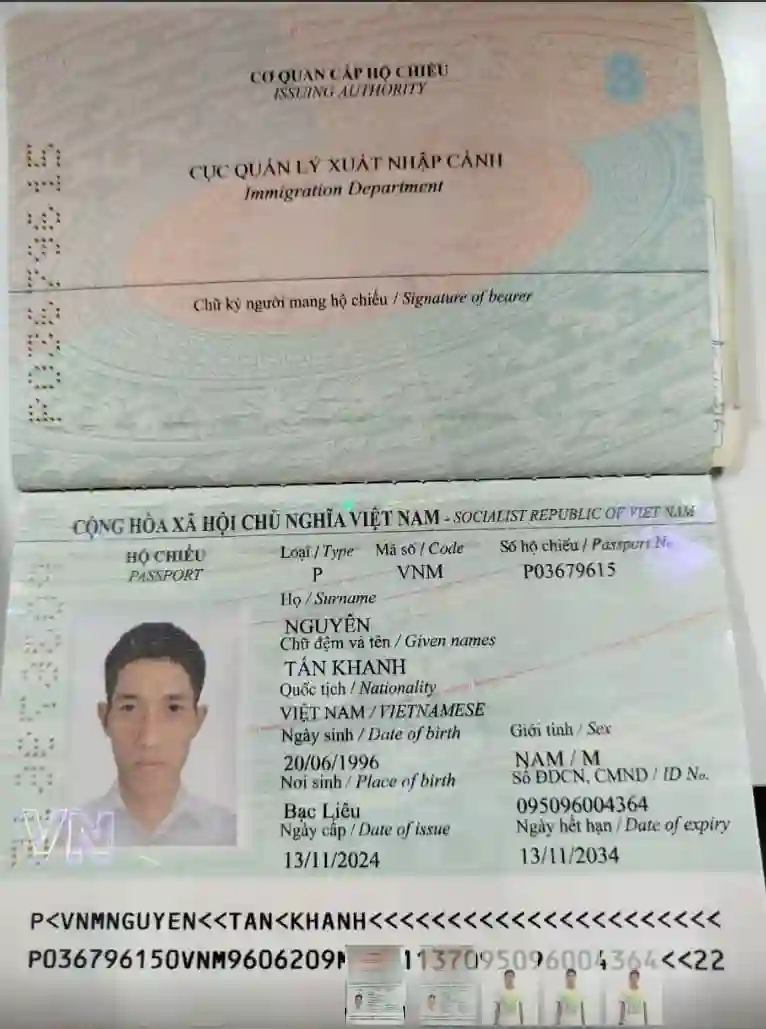 CƠ QUAN CẤP HỘ CHIẾU
ISSUING AUTHORITY
8
CỤC QUẢN LÝ XUẤT NHẬP CẢNH
Immigration Department
Chữ ký người mang hộ chiếu / Signature of bearer
P03679615
CỘNG HÒA XÃ HỘI CHỦ NGHĨA VIỆT NAM - SOCIALIST REPUBLIC OF VIET NAM
HỘ CHIẾU
PASSPORT
Loại / Type Mã số / Code Số hộ chiếu / Passport N
P VNM P03679615
Họ / Surname
NGUYỄN
Chữ đệm và tên / Given names
TẤN KHANH
Quốc tịch / Nationality
VIỆT NAM / VIETNAMESE
Ngày sinh / Date of birth Giới tính / Sex
20/06/1996 NAM / M
Nơi sinh / Place of birth Số ĐDCN, CMND / ID No.
Bạc Liêu 095096004364
Ngày cấp / Date of issue Ngày hết hạn / Date of expiry
13/11/2024 13/11/2034
VN
P<VNMNGUYEN<<TAN<KHANH<<<<<<<<<<<<<<<<<<<<<<
P036796150VNM9606209M 1137095096004364<<22